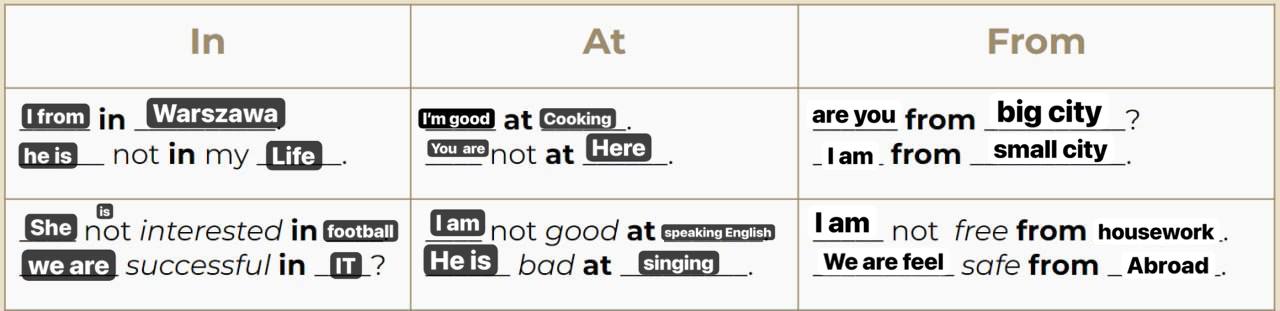 In
At
From
I from in Warszawa.
he is not in my Life.
I'm good at Cooking.
You are not at Here.
are you from big city?
I am from small city.
She is not interested in football.
we are successful in IT?
I am not good at speaking English.
He is bad at singing.
I am not free from housework.
We are feel safe from Abroad.